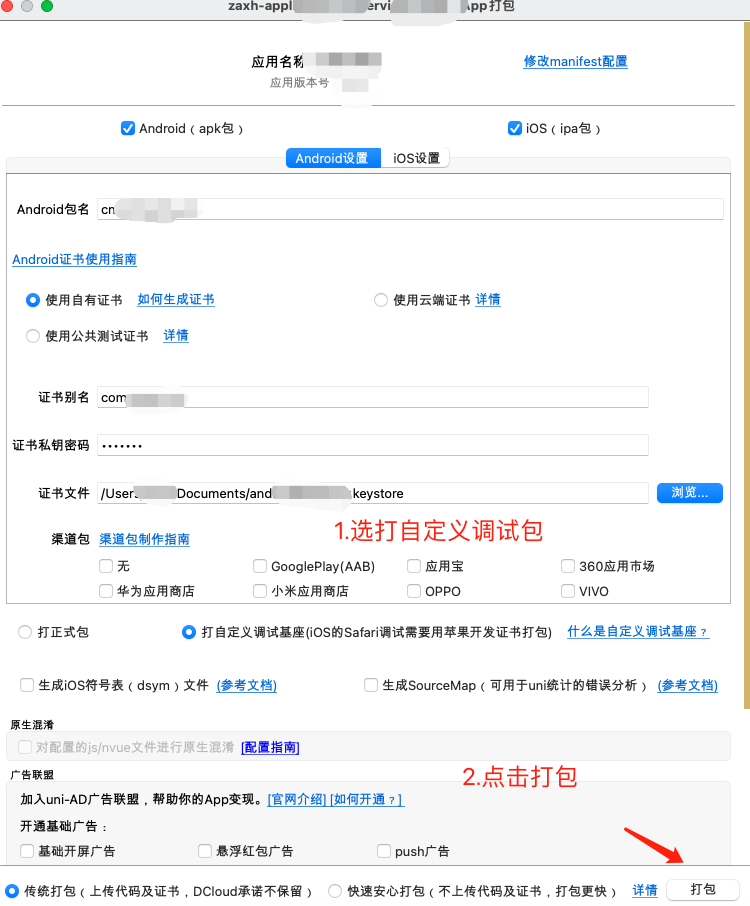 zaxh-appl servi App打包
应用名称
修改manifest配置
应用版本号
Android（apk包） iOS（ipa包）
Android设置 iOS设置
Android包名 cn
Android证书使用指南
使用自有证书 如何生成证书 使用云端证书 详情
使用公共测试证书 详情
证书别名 com
证书私钥密码 •••••••
证书文件 /Users Documents/and keystore 浏览...
1.选打自定义调试包
渠道包 渠道包制作指南
无 GooglePlay(AAB) 应用宝 360应用市场
华为应用商店 小米应用商店 OPPO VIVO
打正式包 打自定义调试基座(iOS的Safari调试需要用苹果开发证书打包) 什么是自定义调试基座？
生成iOS符号表（dsym）文件 (参考文档) 生成SourceMap（可用于uni统计的错误分析） (参考文档)
原生混淆
对配置的js/nvue文件进行原生混淆 [配置指南]
广告联盟
2.点击打包
加入uni-AD广告联盟，帮助你的App变现。[官网介绍] [如何开通？]
开通基础广告：
基础开屏广告 悬浮红包广告 push广告
传统打包（上传代码及证书，DCloud承诺不保留） 快速安心打包（不上传代码及证书，打包更快） 详情 打包